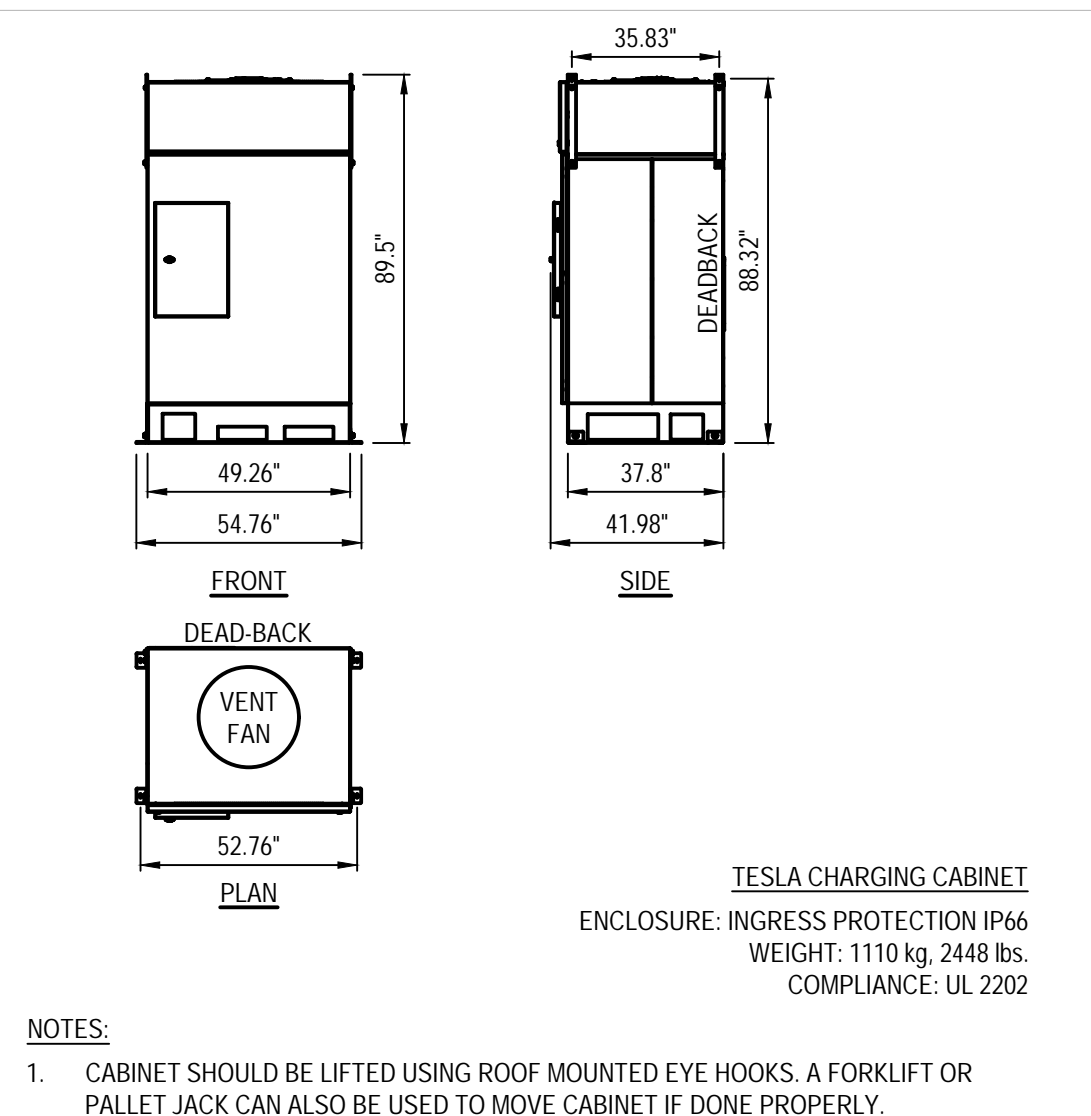 35.83"
89.5"
DEADBACK
88.32"
49.26"
54.76"
FRONT
37.8"
41.98"
SIDE
DEAD-BACK
VENT
FAN
52.76"
PLAN
TESLA CHARGING CABINET
ENCLOSURE: INGRESS PROTECTION IP66
WEIGHT: 1110 kg, 2448 lbs.
COMPLIANCE: UL 2202
NOTES:
1. CABINET SHOULD BE LIFTED USING ROOF MOUNTED EYE HOOKS. A FORKLIFT OR
PALLET JACK CAN ALSO BE USED TO MOVE CABINET IF DONE PROPERLY.